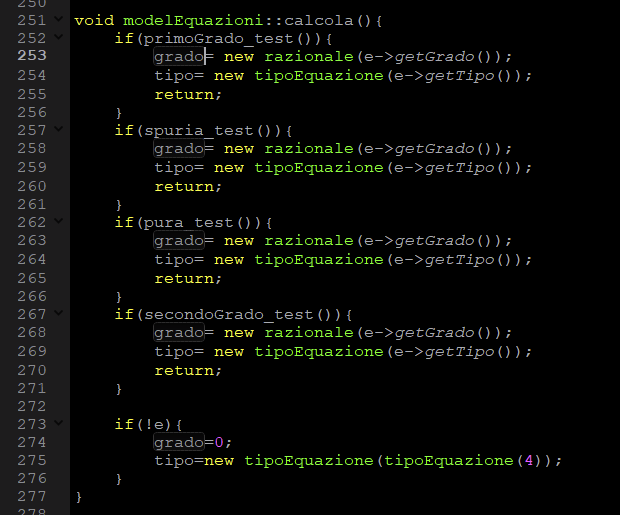 250
251 void modelEquazioni::calcola(){
252     if(primoGrado_test()){
253         grado= new razionale(e->getGrado());
254         tipo= new tipoEquazione(e->getTipo());
255         return;
256     }
257     if(spuria_test()){
258         grado= new razionale(e->getGrado());
259         tipo= new tipoEquazione(e->getTipo());
260         return;
261     }
262     if(pura_test()){
263         grado= new razionale(e->getGrado());
264         tipo= new tipoEquazione(e->getTipo());
265         return;
266     }
267     if(secondoGrado_test()){
268         grado= new razionale(e->getGrado());
269         tipo= new tipoEquazione(e->getTipo());
270         return;
271     }
272
273     if(!e){
274         grado=0;
275         tipo=new tipoEquazione(tipoEquazione(4));
276     }
277 }
278